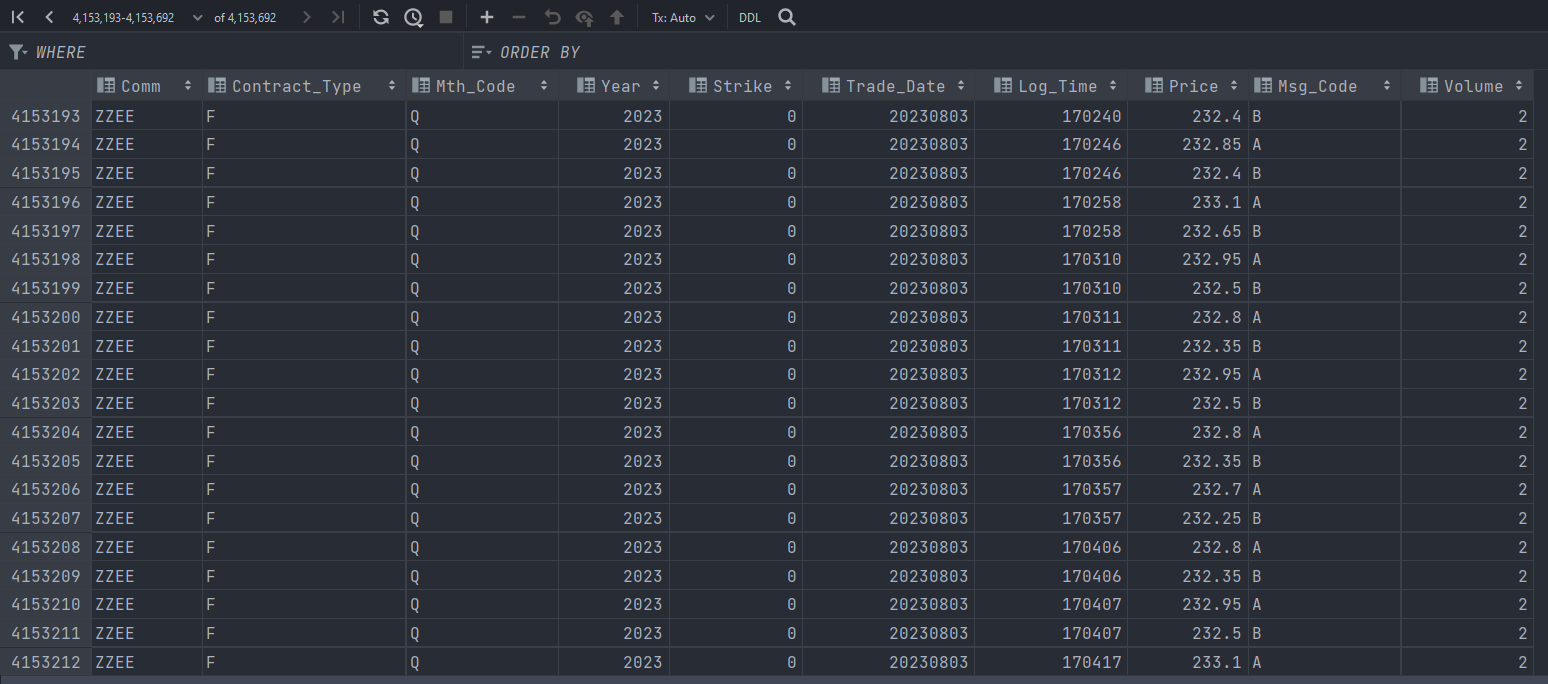 4,153,193-4,153,692 of 4,153,692 Tx: Auto DDL
WHERE ORDER BY
Comm Contract_Type Mth_Code Year Strike Trade_Date Log_Time Price Msg_Code Volume
4153193 ZZEE F Q 2023 0 20230803 170240 232.4 B 2
4153194 ZZEE F Q 2023 0 20230803 170246 232.85 A 2
4153195 ZZEE F Q 2023 0 20230803 170246 232.4 B 2
4153196 ZZEE F Q 2023 0 20230803 170258 233.1 A 2
4153197 ZZEE F Q 2023 0 20230803 170258 232.65 B 2
4153198 ZZEE F Q 2023 0 20230803 170310 232.95 A 2
4153199 ZZEE F Q 2023 0 20230803 170310 232.5 B 2
4153200 ZZEE F Q 2023 0 20230803 170311 232.8 A 2
4153201 ZZEE F Q 2023 0 20230803 170311 232.35 B 2
4153202 ZZEE F Q 2023 0 20230803 170312 232.95 A 2
4153203 ZZEE F Q 2023 0 20230803 170312 232.5 B 2
4153204 ZZEE F Q 2023 0 20230803 170356 232.8 A 2
4153205 ZZEE F Q 2023 0 20230803 170356 232.35 B 2
4153206 ZZEE F Q 2023 0 20230803 170357 232.7 A 2
4153207 ZZEE F Q 2023 0 20230803 170357 232.25 B 2
4153208 ZZEE F Q 2023 0 20230803 170406 232.8 A 2
4153209 ZZEE F Q 2023 0 20230803 170406 232.35 B 2
4153210 ZZEE F Q 2023 0 20230803 170407 232.95 A 2
4153211 ZZEE F Q 2023 0 20230803 170407 232.5 B 2
4153212 ZZEE F Q 2023 0 20230803 170417 233.1 A 2